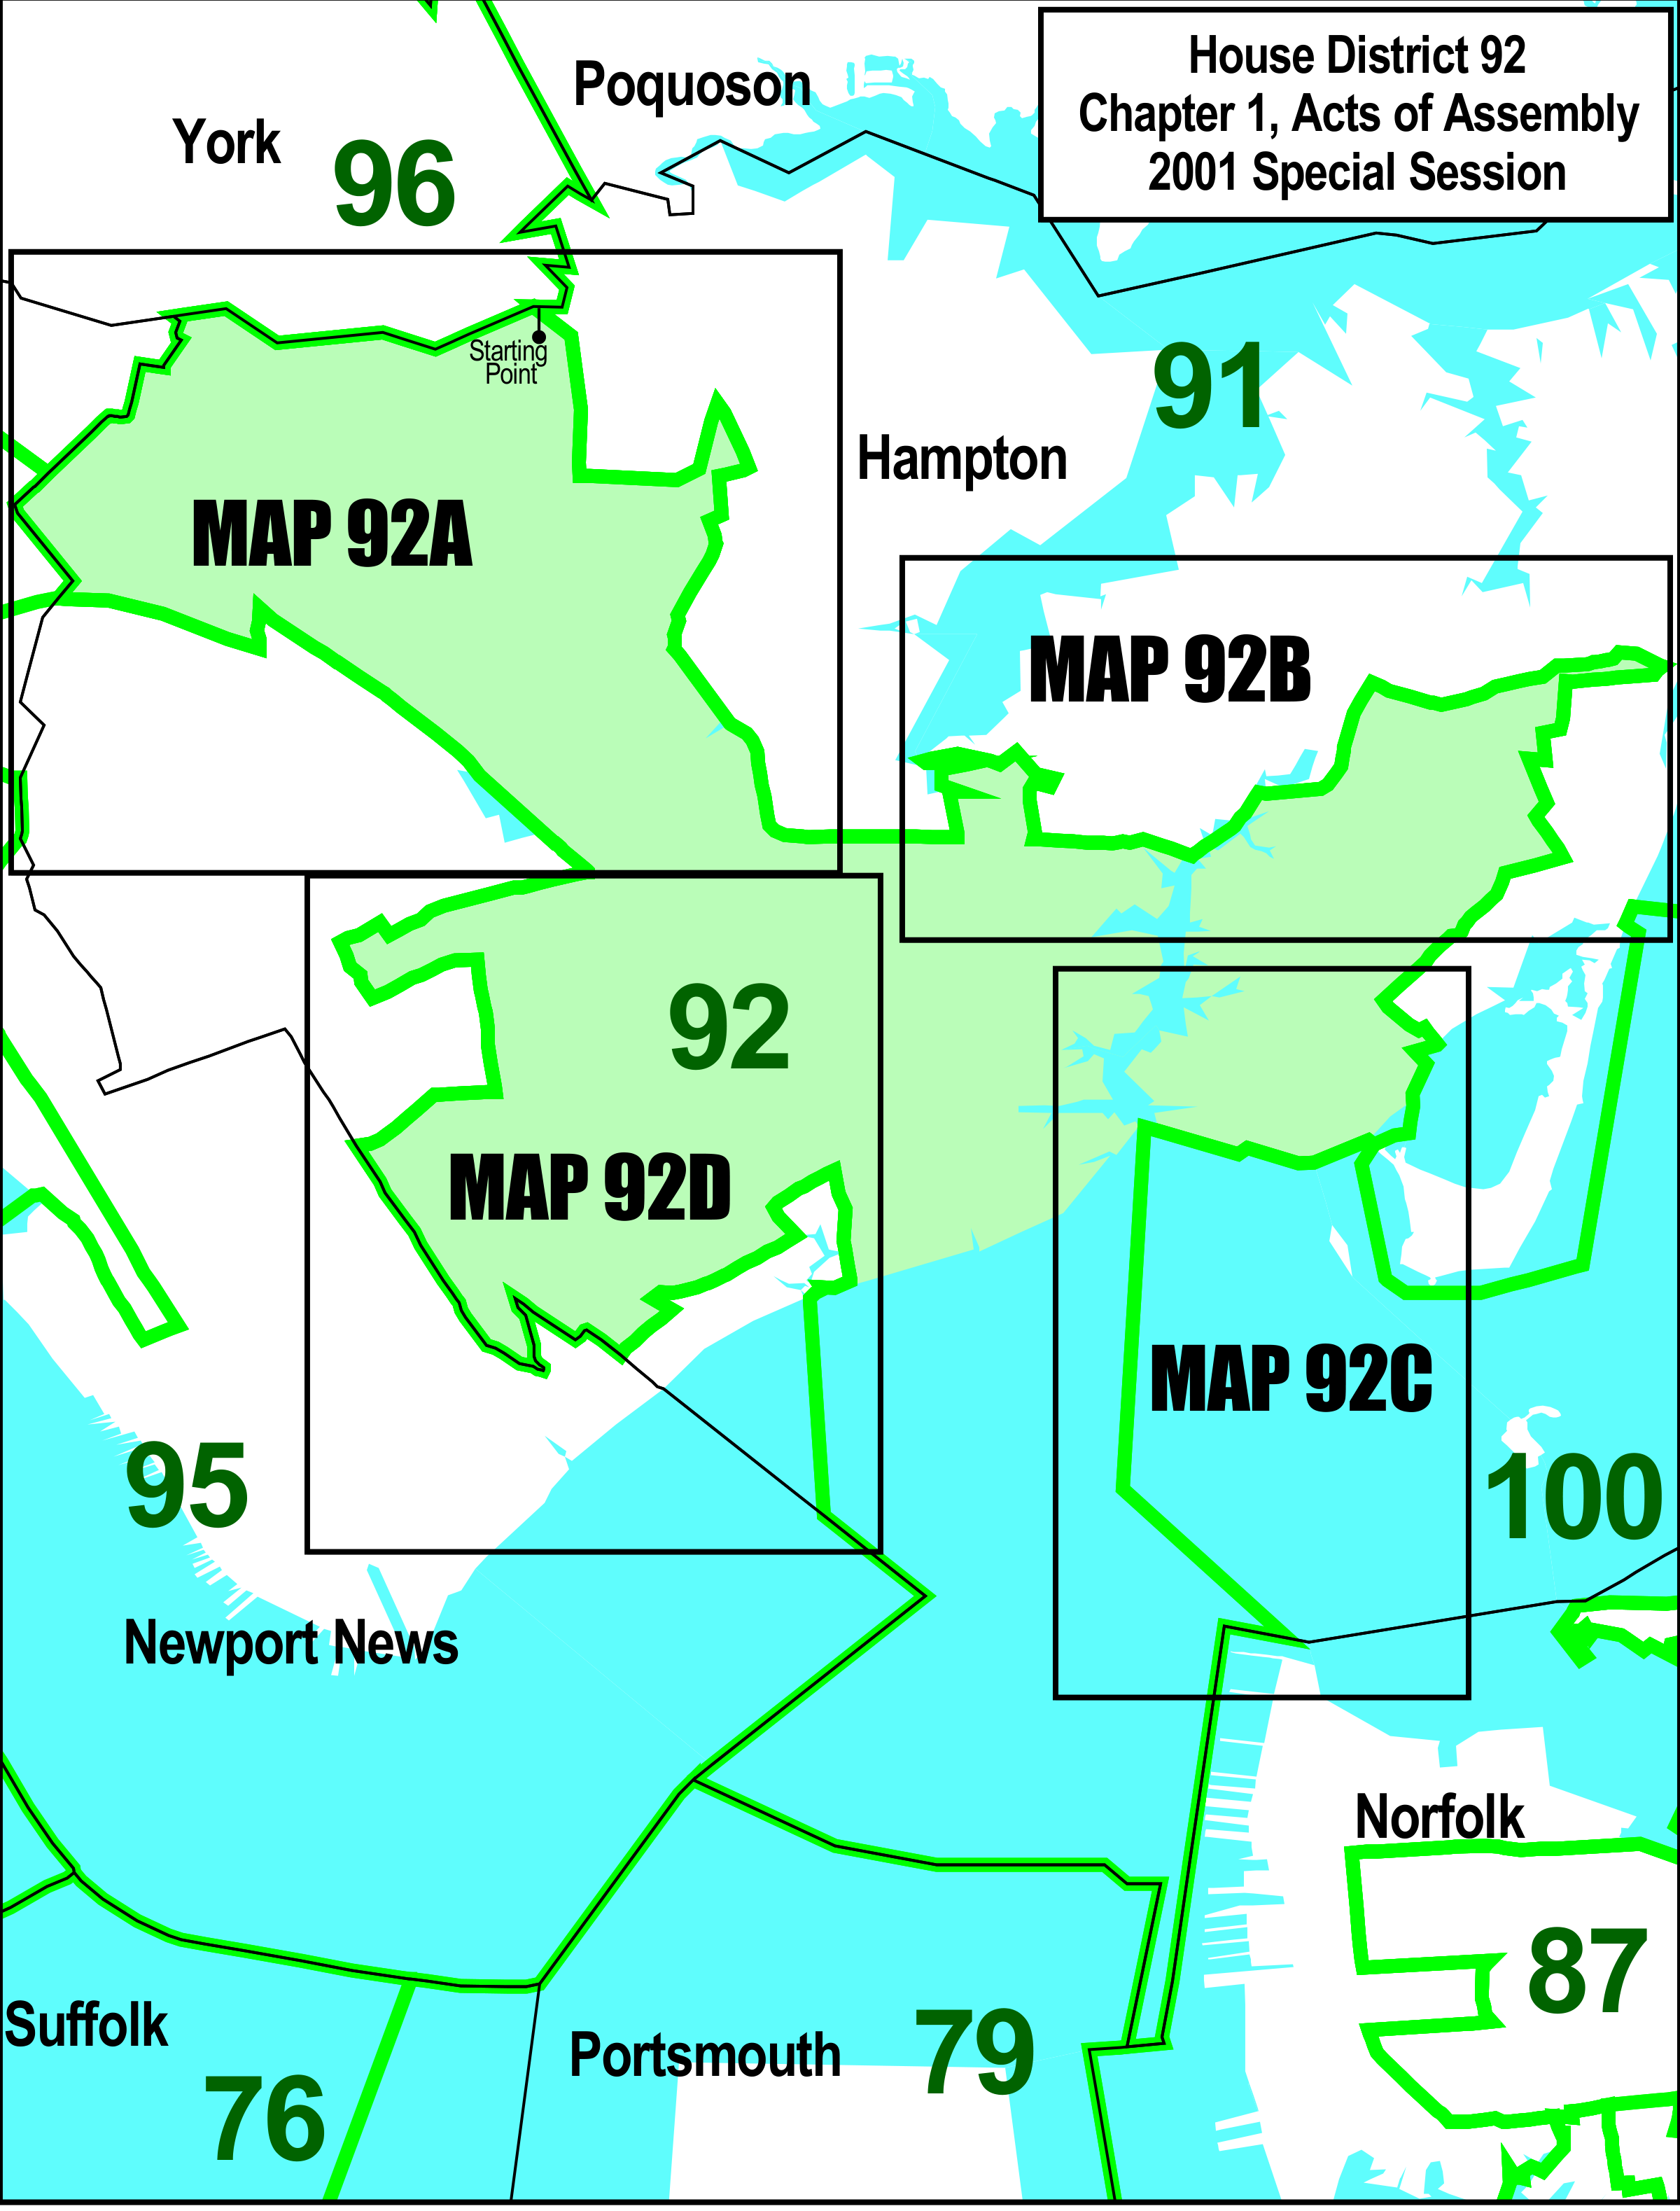 House District 92
Chapter 1, Acts of Assembly
2001 Special Session
Poquoson
York
96
Starting
Point
91
Hampton
MAP 92A
MAP 92B
92
MAP 92D
MAP 92C
95
100
Newport News
Norfolk
87
Suffolk
Portsmouth
79
76